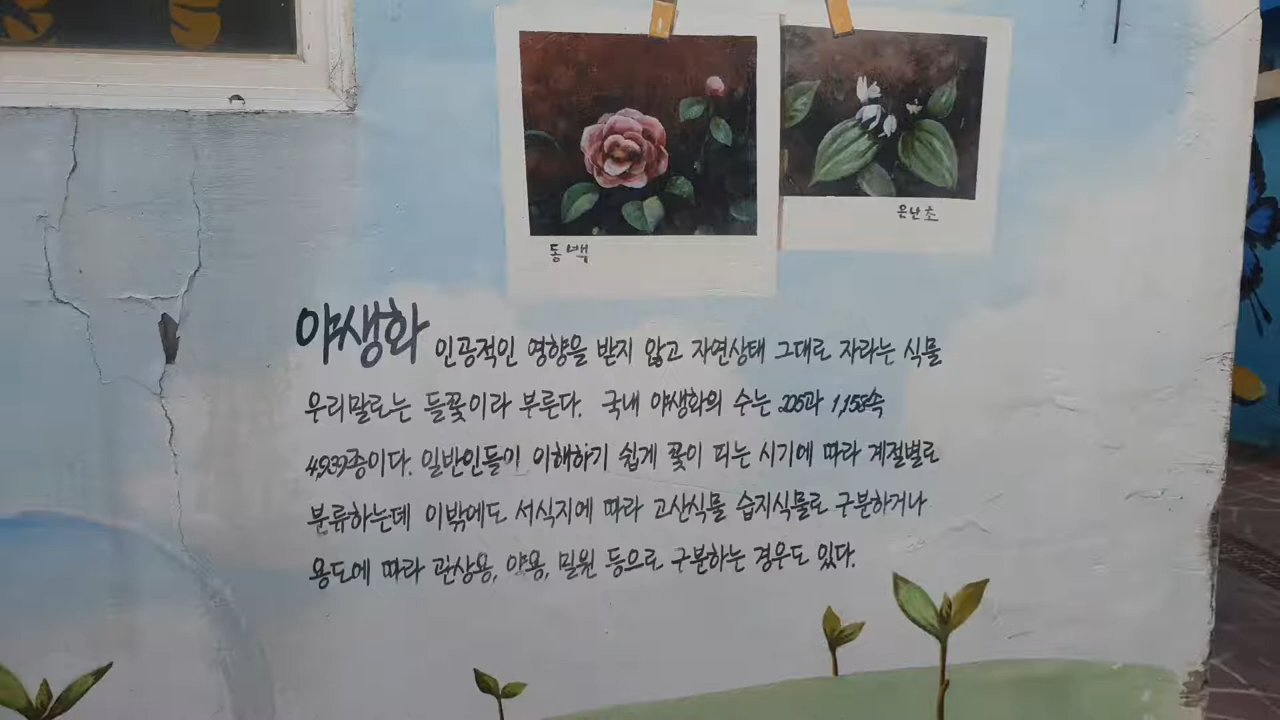 동백
은난초
야생화 인공적인 영향을 받지 않고 자연상태 그대로 자라는 식물
우리말로는 들꽃이라 부른다. 국내 야생화의 수는 225과 1,158속
4,939종이다. 일반인들이 이해하기 쉽게 꽃이 피는 시기에 따라 계절별로
분류하는데 이밖에도 서식지에 따라 고산식물 습지식물로 구분하거나
용도에 따라 관상용, 약용, 밀원 등으로 구분하는 경우도 있다.